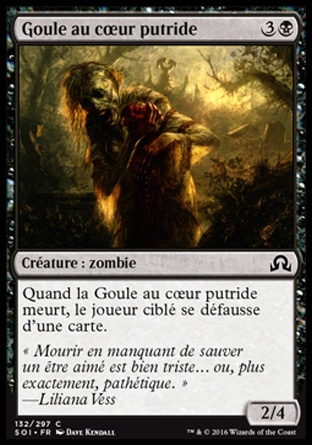 Goule au cœur putride 3
Créature : zombie
Quand la Goule au cœur putride
meurt, le joueur ciblé se défausse
d'une carte.
« Mourir en manquant de sauver
un être aimé est bien triste... ou, plus
exactement, pathétique. »
—Liliana Vess
2/4
132/297 C
SOI • FR Dave Kendall
™ & © 2016 Wizards of the Coast